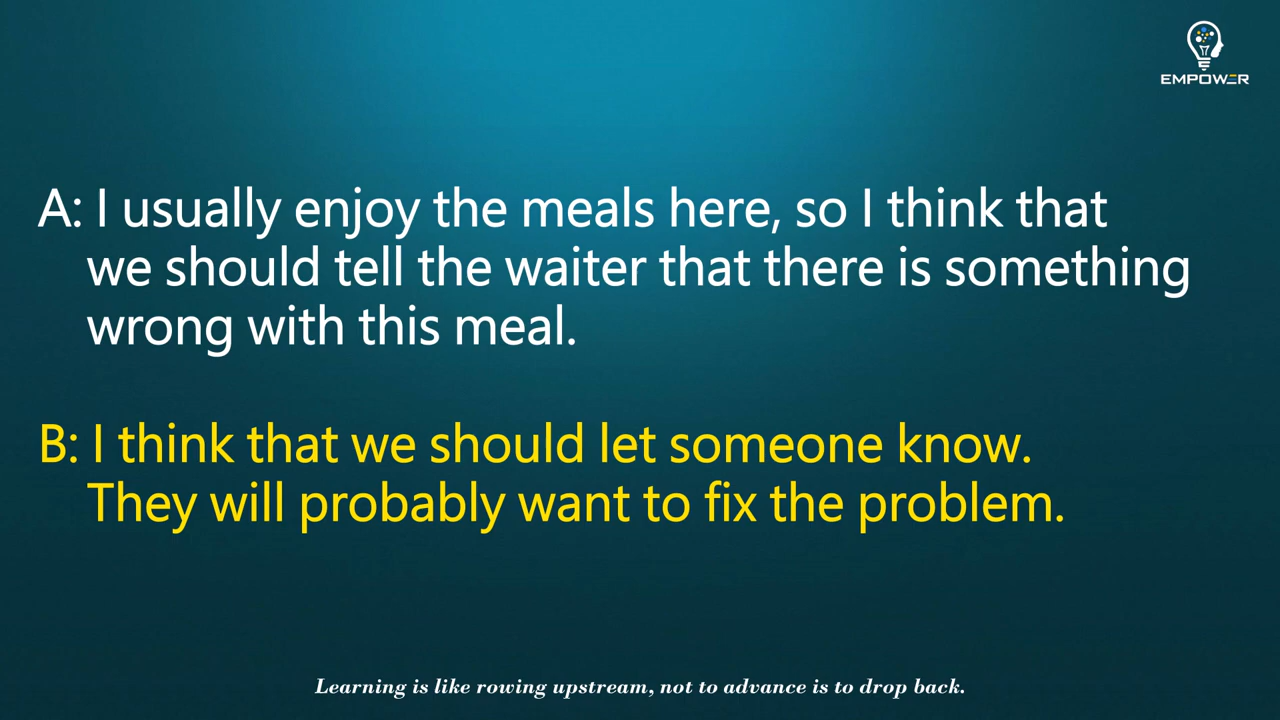 EMPOWER
A: I usually enjoy the meals here, so I think that
we should tell the waiter that there is something
wrong with this meal.
B: I think that we should let someone know.
They will probably want to fix the problem.
Learning is like rowing upstream, not to advance is to drop back.